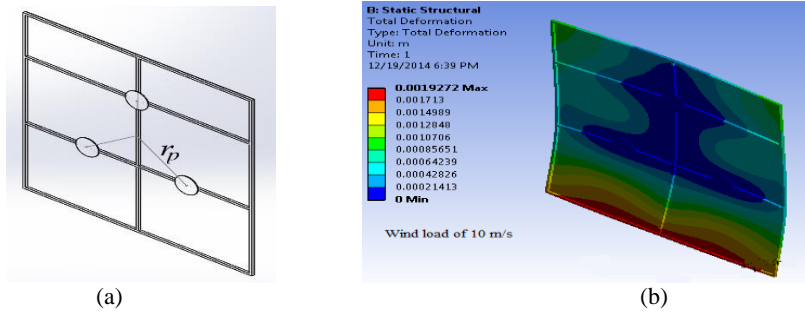 r_p
(a)
B: Static Structural
Total Deformation
Type: Total Deformation
Unit: m
Time: 1
12/19/2014 6:39 PM
0.0019272 Max
0.001713
0.0014989
0.0012848
0.0010706
0.00085651
0.00064239
0.00042826
0.00021413
0 Min
Wind load of 10 m/s
(b)